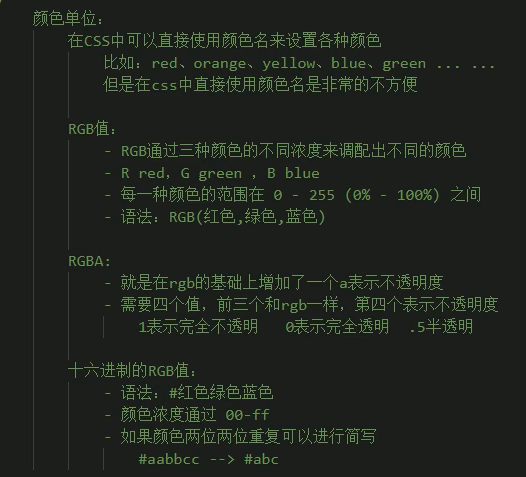 颜色单位：
在CSS中可以直接使用颜色名来设置各种颜色
比如：red、orange、yellow、blue、green ... ...
但是在css中直接使用颜色名是非常的不方便
RGB值：
- RGB通过三种颜色的不同浓度来调配出不同的颜色
- R red，G green ，B blue
- 每一种颜色的范围在 0 - 255 (0% - 100%) 之间
- 语法：RGB(红色,绿色,蓝色)
RGBA:
- 就是在rgb的基础上增加了一个a表示不透明度
- 需要四个值，前三个和rgb一样，第四个表示不透明度
1表示完全不透明 0表示完全透明 .5半透明
十六进制的RGB值：
- 语法：#红色绿色蓝色
- 颜色浓度通过 00-ff
- 如果颜色两位两位重复可以进行简写
#aabbcc --> #abc